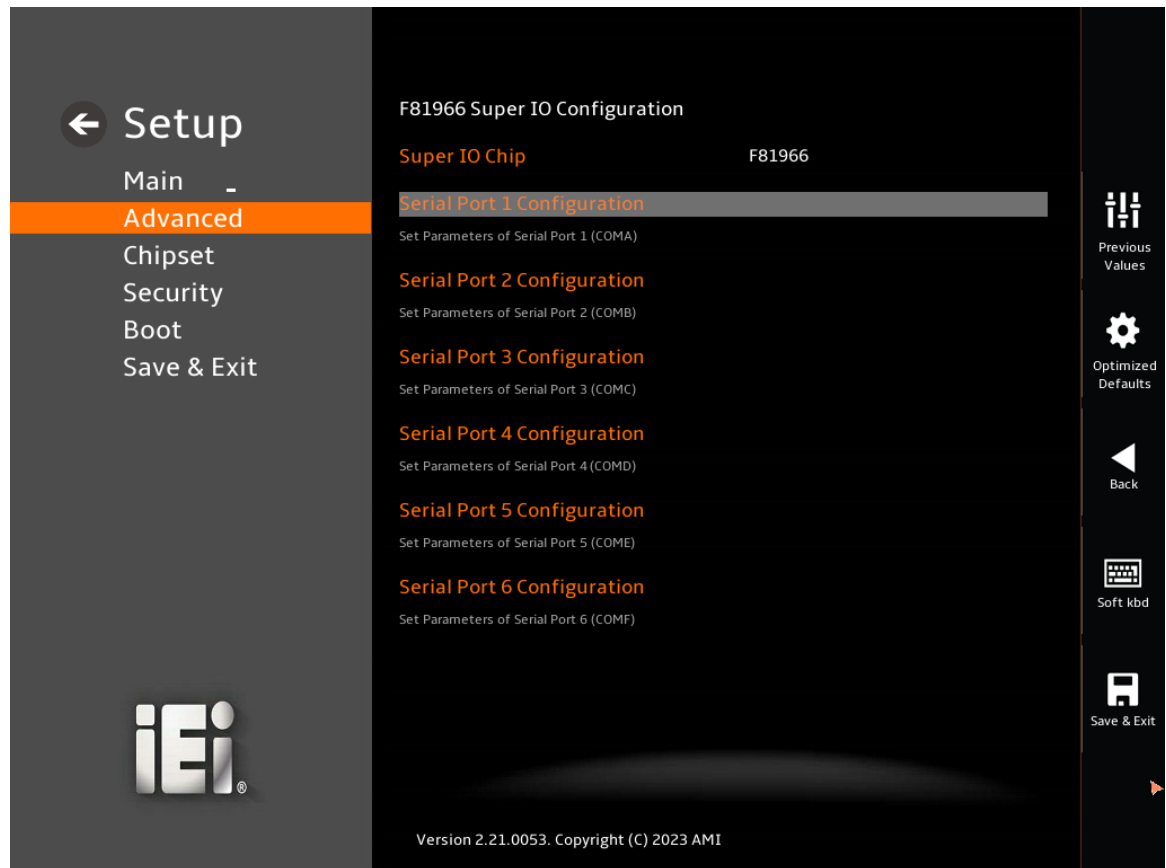 Setup
Main
Advanced
Chipset
Security
Boot
Save & Exit
iEi®
F81966 Super IO Configuration
Super IO Chip F81966
Serial Port 1 Configuration
Set Parameters of Serial Port 1 (COMA)
Serial Port 2 Configuration
Set Parameters of Serial Port 2 (COMB)
Serial Port 3 Configuration
Set Parameters of Serial Port 3 (COMC)
Serial Port 4 Configuration
Set Parameters of Serial Port 4 (COMD)
Serial Port 5 Configuration
Set Parameters of Serial Port 5 (COME)
Serial Port 6 Configuration
Set Parameters of Serial Port 6 (COMF)
Version 2.21.0053. Copyright (C) 2023 AMI
Previous
Values
Optimized
Defaults
Back
Soft kbd
Save & Exit